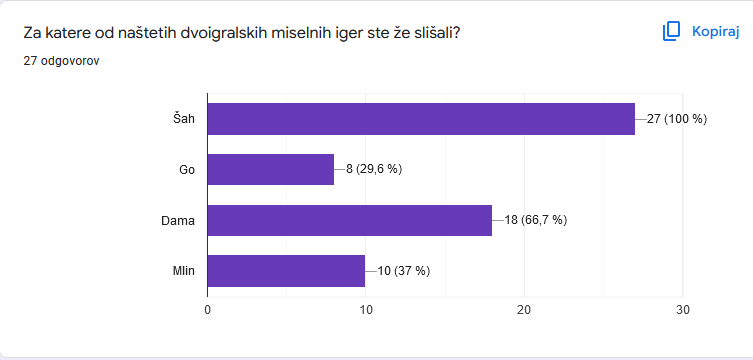 Za katere od naštetih dvoigralskih miselnih iger ste že slišali?
Kopiraj
27 odgovorov
Šah
27 (100 %)
Go
8 (29,6 %)
Dama
18 (66,7 %)
Mlin
10 (37 %)
0
10
20
30